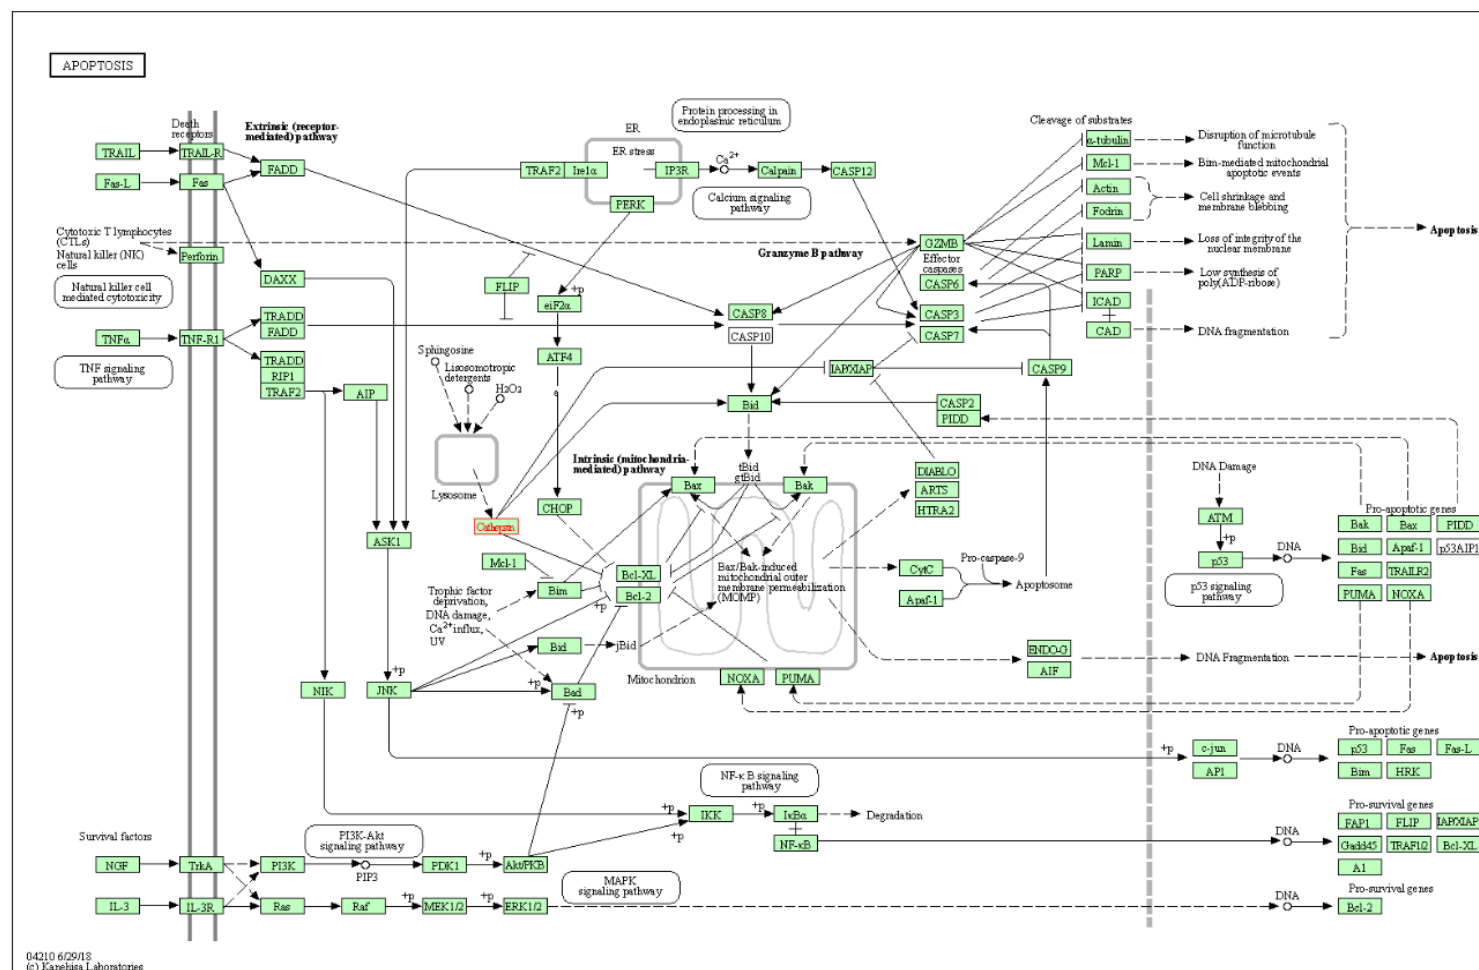 APOPTOSIS
Death
receptors
Extrinsic (receptor-
mediated) pathway
TRAIL
TRAIL-R
FADD
Fas-L
Fas
Cytotoxic T lymphocytes
(CTLs)
Natural killer (NK)
cells
Perforin
Natural killer cell
mediated cytotoxicity
DAXX
TNFα
TNF-R1
TRADD
FADD
TRADD
RIP1
TRAF2
TNF signaling
pathway
AIP
ER
ER stress
Protein processing in
endoplasmic reticulum
TRAF2
Ire1α
IP3R
Ca2+
Calpain
CASP12
PERK
Calcium signaling
pathway
Granzyme B pathway
GZMB
Effector
caspases
CASP6
CASP3
CASP7
FLIP
+p
eIF2α
ATF4
CASP8
CASP10
IAP/XIAP
CASP9
Bid
CASP2
PIDD
Cleavage of substrates
α-tubulin
Disruption of microtubule
function
Mcl-1
Bim-mediated mitochondrial
apoptotic events
Actin
Fodrin
Cell shrinkage and
membrane blebbing
Lamin
Loss of integrity of the
nuclear membrane
PARP
Low synthesis of
poly(ADP-ribose)
ICAD
CAD
DNA fragmentation
Apoptosis
Sphingosine
Lisosomotropic
detergents
H2O2
Lysosome
Cathepsin
CHOP
Intrinsic (mitochondria-
mediated) pathway
tBid
gtBid
Bax
Bak
DIABLO
ARTS
HTRA2
ASK1
Mcl-1
Bim
Bcl-XL
Bcl-2
+p
Bax/Bak-induced
mitochondrial outer
membrane permeabilization
(MOMP)
CytC
Pro-caspase-9
Apaf-1
Apoptosome
Trophic factor
deprivation,
DNA damage,
Ca2+ influx,
UV
Bid
jBid
Mitochondrion
NOXA
PUMA
ENDO-G
AIF
DNA Fragmentation
Apoptosis
DNA Damage
ATM
+p
p53
DNA
p53 signaling
pathway
Pro-apoptotic genes
Bak
Bax
PIDD
Bid
Apaf-1
p53AIP1
Fas
TRAILR2
PUMA
NOXA
NIK
+p
JNK
+p
Bad
+p
+p
c-jun
AP1
DNA
Pro-apoptotic genes
p53
Fas
Fas-L
Bim
HRK
NF-κB signaling
pathway
+p
IKK
+p
+p
IκBα
Degradation
NF-κB
DNA
Pro-survival genes
FAP1
FLIP
IAP/XIAP
Gadd45
TRAF1/2
Bcl-XL
A1
Survival factors
NGF
TrkA
PI3K
PI3K-Akt
signaling pathway
PIP3
PDK1
+p
Akt/PKB
MAPK
signaling pathway
IL-3
IL-3R
Ras
Raf
+p
MEK1/2
+p
ERK1/2
DNA
Pro-survival genes
Bcl-2
04210 6/29/18
(c) Kanehisa Laboratories